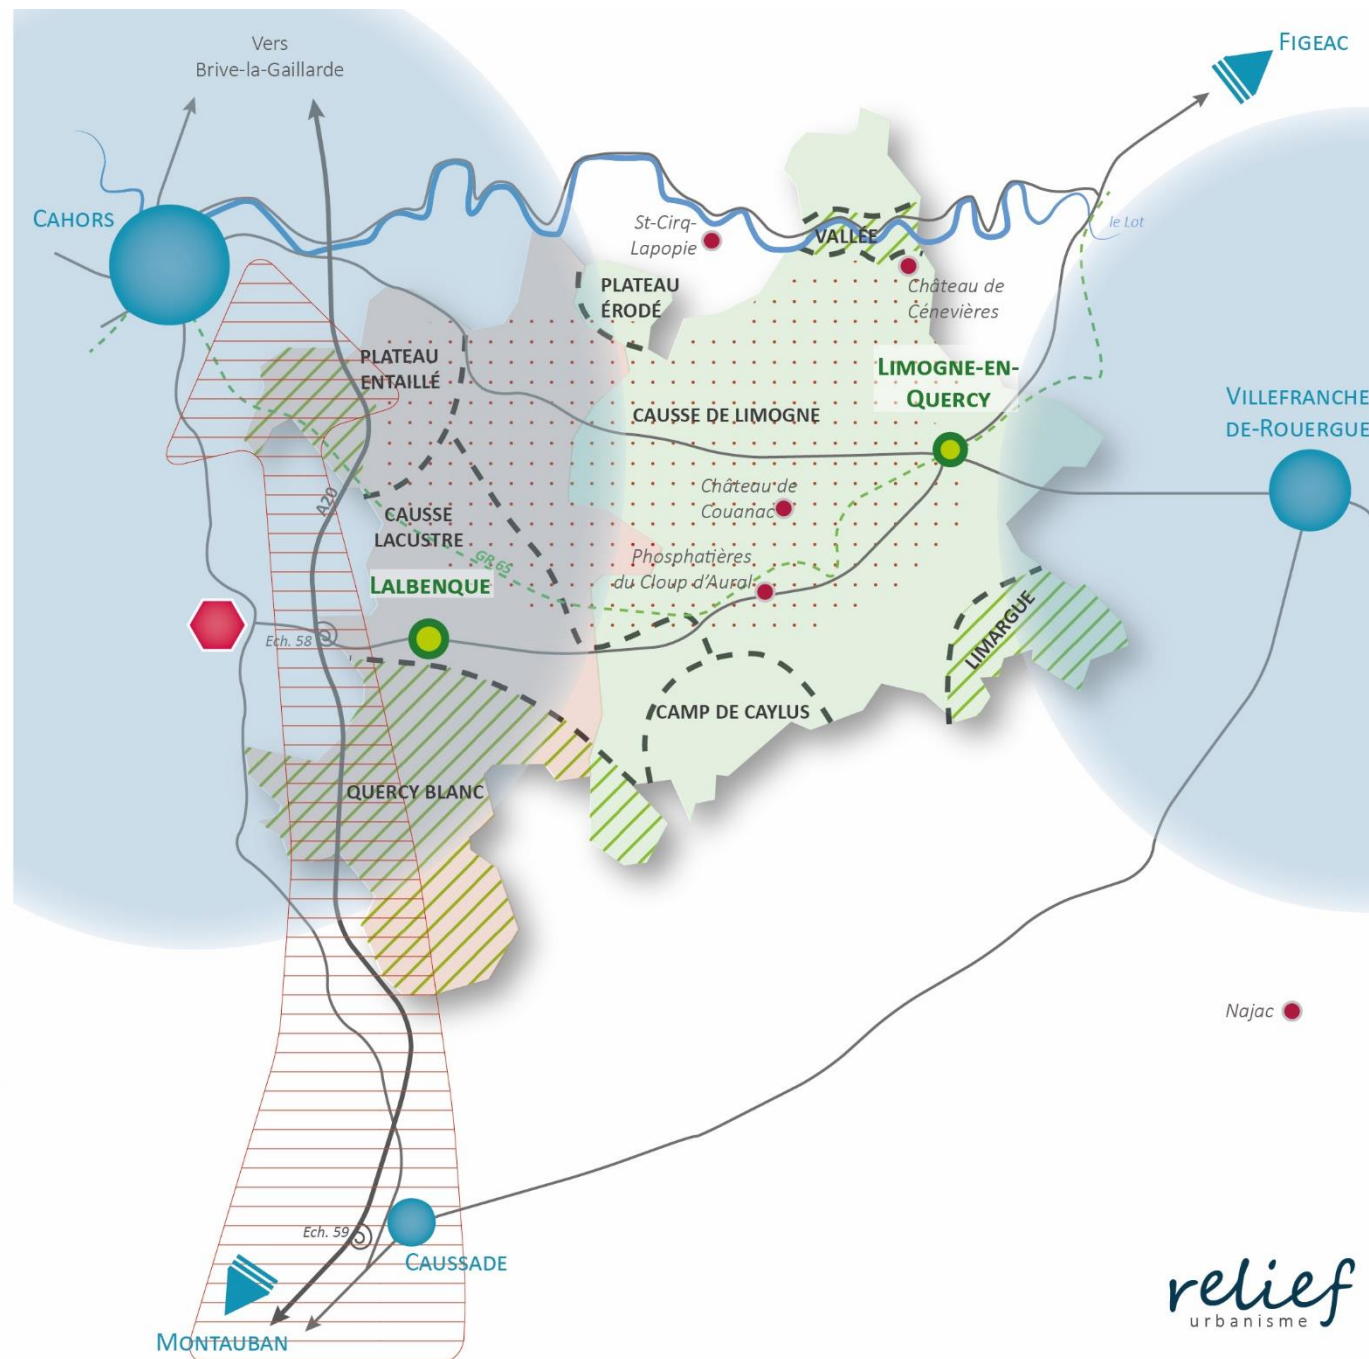 Vers
Brive-la-Gaillarde
FIGEAC
CAHORS
St-Cirq-
Lapopie
le Lot
VALLÉE
Château de
Cénevières
PLATEAU
ÉRODÉ
PLATEAU
ENTAILLÉ
LIMOGNE-EN-
QUERCY
CAUSSE DE LIMOGNE
VILLEFRANCHE
DE-ROUERGUE
A20
Château de
Couanac
CAUSSE
LACUSTRE
GR 65
Phosphatières
du Cloup d'Aural
LALBENQUE
Ech. 58
LIMARGUE
CAMP DE CAYLUS
QUERCY BLANC
Najac
Ech. 59
CAUSSADE
MONTAUBAN
relief
urbanisme